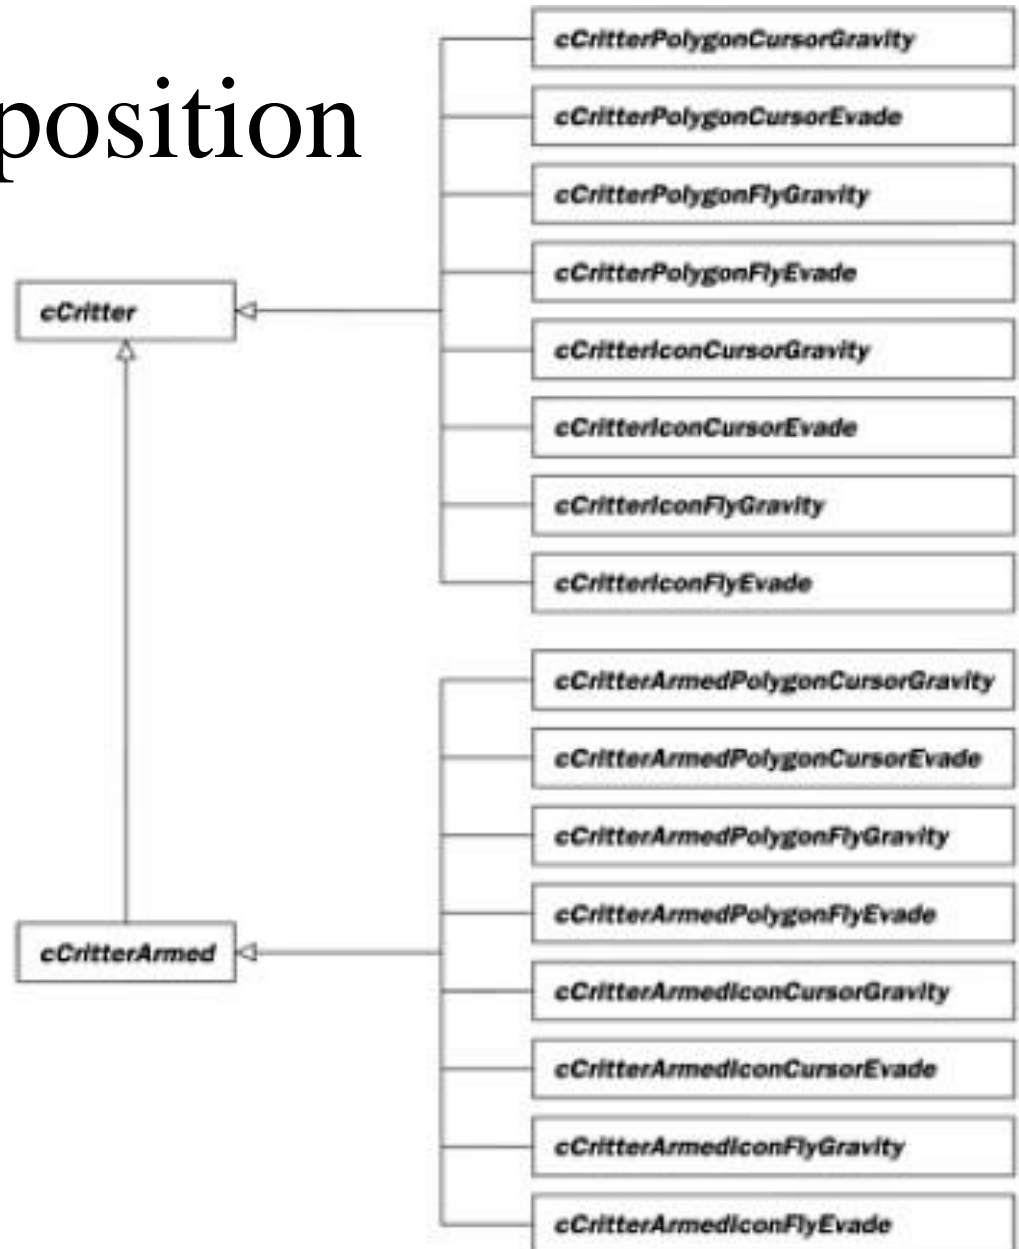 position
cCritter
cCritterPolygonCursorGravity
cCritterPolygonCursorEvade
cCritterPolygonFlyGravity
cCritterPolygonFlyEvade
cCritterIconCursorGravity
cCritterIconCursorEvade
cCritterIconFlyGravity
cCritterIconFlyEvade
cCritterArmed
cCritterArmedPolygonCursorGravity
cCritterArmedPolygonCursorEvade
cCritterArmedPolygonFlyGravity
cCritterArmedPolygonFlyEvade
cCritterArmedIconCursorGravity
cCritterArmedIconCursorEvade
cCritterArmedIconFlyGravity
cCritterArmedIconFlyEvade